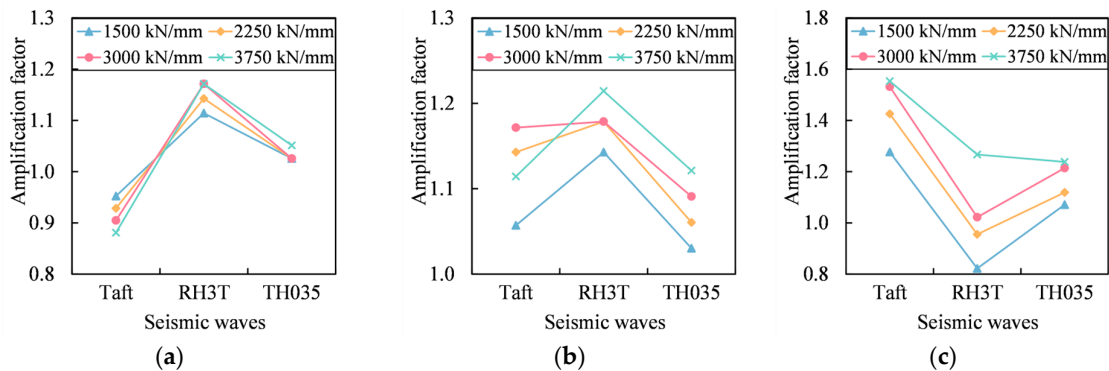 1500 kN/mm 2250 kN/mm
3000 kN/mm 3750 kN/mm
Amplification factor
1.3
1.2
1.1
1.0
0.9
0.8
Taft RH3T TH035
Seismic waves
(a)
1500 kN/mm 2250 kN/mm
3000 kN/mm 3750 kN/mm
Amplification factor
1.3
1.2
1.1
1.0
Taft RH3T TH035
Seismic waves
(b)
1500 kN/mm 2250 kN/mm
3000 kN/mm 3750 kN/mm
Amplification factor
1.8
1.6
1.4
1.2
1.0
0.8
Taft RH3T TH035
Seismic waves
(c)